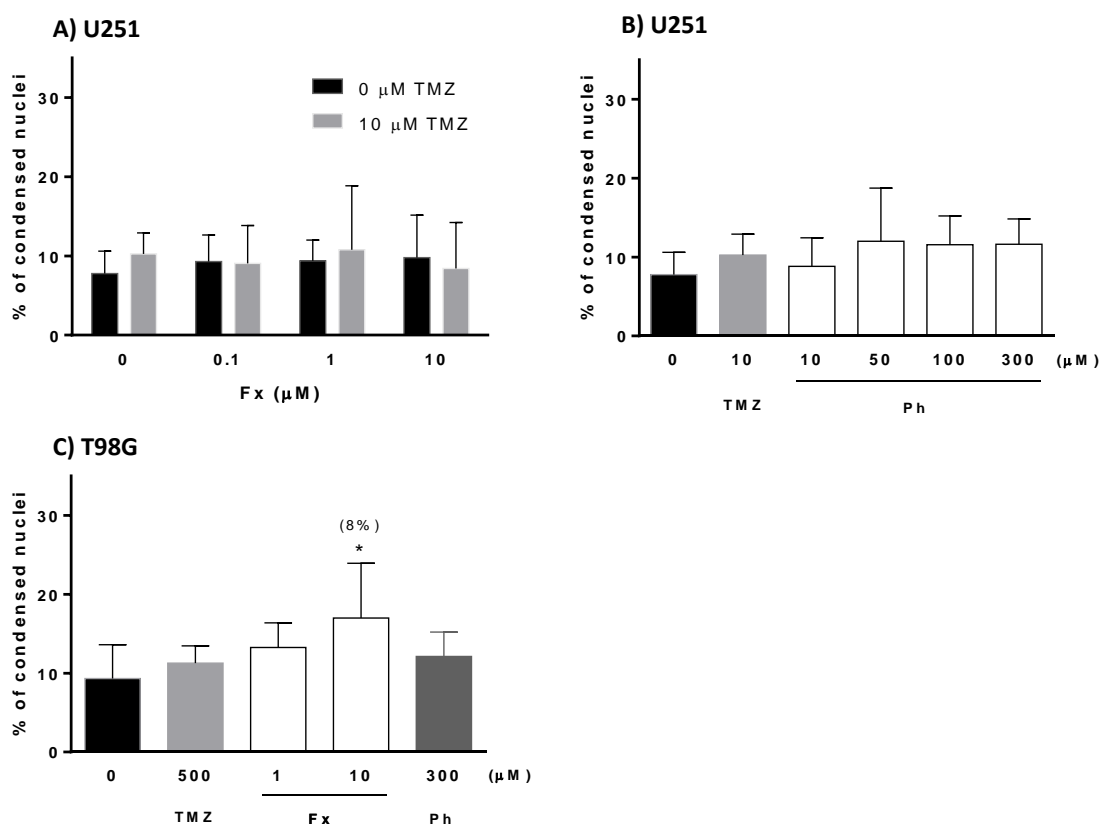 A) U251
% of condensed nuclei
30
20
10
0
0 μM TMZ
10 μM TMZ
0 0.1 1 10
Fx (μM)
B) U251
% of condensed nuclei
30
20
10
0
0 10 10 50 100 300 (μM)
TMZ Ph
C) T98G
% of condensed nuclei
30
20
10
0
(8%)
*
0 500 1 10 300 (μM)
TMZ Fx Ph